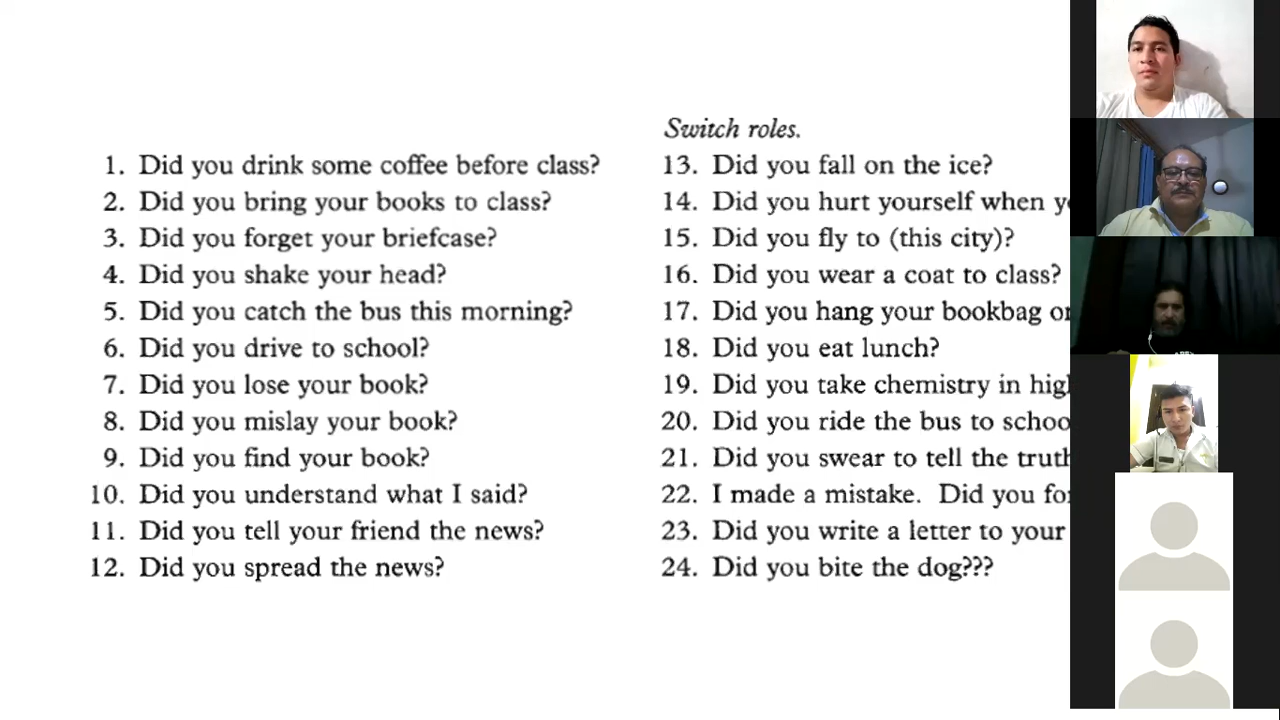 1. Did you drink some coffee before class?
2. Did you bring your books to class?
3. Did you forget your briefcase?
4. Did you shake your head?
5. Did you catch the bus this morning?
6. Did you drive to school?
7. Did you lose your book?
8. Did you mislay your book?
9. Did you find your book?
10. Did you understand what I said?
11. Did you tell your friend the news?
12. Did you spread the news?
Switch roles.
13. Did you fall on the ice?
14. Did you hurt yourself when
15. Did you fly to (this city)?
16. Did you wear a coat to class?
17. Did you hang your bookbag
18. Did you eat lunch?
19. Did you take chemistry in
20. Did you ride the bus to
21. Did you swear to tell the
22. I made a mistake. Did you
23. Did you write a letter to your
24. Did you bite the dog???